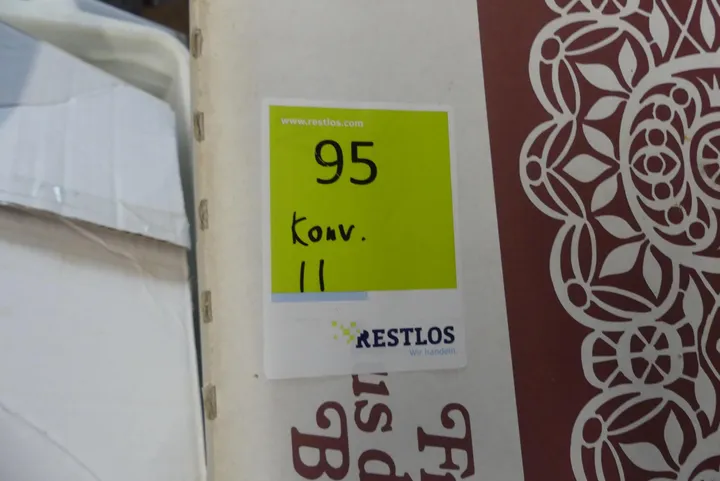 www.restlos.com
95
Konv.
11
RESTLOS
Wir handeln.